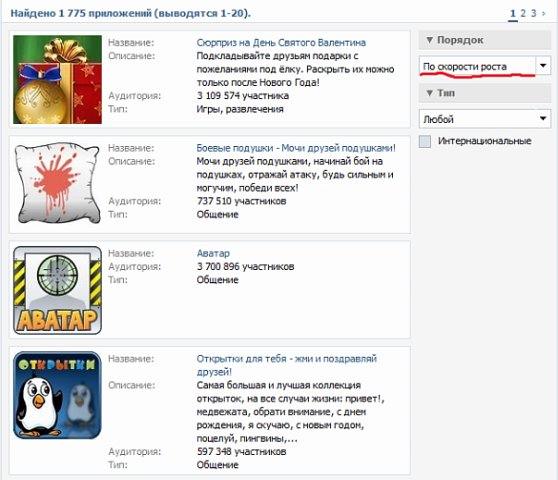 Найдено 1 775 приложений (выводятся 1-20).
1 2 3 ›
Название: Сюрприз на День Святого Валентина
Описание: Подкладывайте друзьям подарки с
пожеланиями под ёлку. Раскрыть их можно
только после Нового Года!
Аудитория: 3 109 574 участника
Тип: Игры, развлечения
Название: Боевые подушки - Мочи друзей подушками!
Описание: Мочи друзей подушками, начинай бой на
подушках, отражай атаку, будь сильным и
могучим, победи всех!
Аудитория: 737 510 участников
Тип: Общение
АВАТАР
Название: Аватар
Аудитория: 3 700 896 участников
Тип: Общение
ОТКРЫТКИ
Название: Открытки для тебя - жми и поздравляй
друзей!
Описание: Самая большая и лучшая коллекция
открыток, на все случаи жизни: привет!,
медвежата, обрати внимание, с днем
рождения, я скучаю, с новым годом,
поцелуй, пингвины,...
Аудитория: 597 348 участников
Тип: Общение
Порядок
По скорости роста
Тип
Любой
Интернациональные